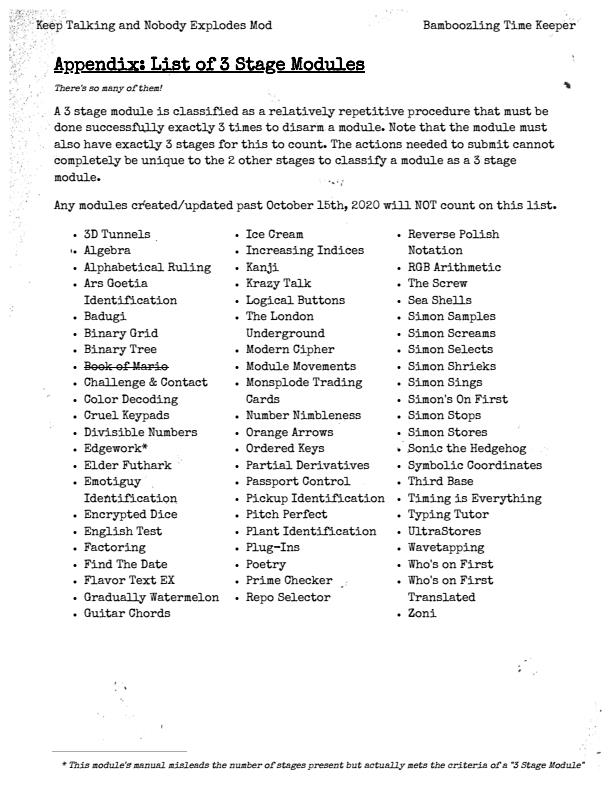 Keep Talking and Nobody Explodes Mod
Bamboozling Time Keeper
Appendix: List of 3 Stage Modules
There's so many of them!
A 3 stage module is classified as a relatively repetitive procedure that must be
done successfully exactly 3 times to disarm a module. Note that the module must
also have exactly 3 stages for this to count. The actions needed to submit cannot
completely be unique to the 2 other stages to classify a module as a 3 stage
module.
Any modules created/updated past October 15th, 2020 will NOT count on this list.
• 3D Tunnels
• Algebra
• Alphabetical Ruling
• Ars Goetia
Identification
• Badugi
• Binary Grid
• Binary Tree
• Book of Mario
• Challenge & Contact
• Color Decoding
• Cruel Keypads
• Divisible Numbers
• Edgework*
• Elder Futhark
• Emotiguy
Identification
• Encrypted Dice
• English Test
• Factoring
• Find The Date
• Flavor Text EX
• Gradually Watermelon
• Guitar Chords
• Ice Cream
• Increasing Indices
• Kanji
• Krazy Talk
• Logical Buttons
• The London
Underground
• Modern Cipher
• Module Movements
• Monsplode Trading
Cards
• Number Nimbleness
• Orange Arrows
• Ordered Keys
• Partial Derivatives
• Passport Control
• Pickup Identification
• Pitch Perfect
• Plant Identification
• Plug-Ins
• Poetry
• Prime Checker
• Repo Selector
• Reverse Polish
Notation
• RGB Arithmetic
• The Screw
• Sea Shells
• Simon Samples
• Simon Screams
• Simon Selects
• Simon Shrieks
• Simon Sings
• Simon's On First
• Simon Stops
• Simon Stores
• Sonic the Hedgehog
• Symbolic Coordinates
• Third Base
• Timing is Everything
• Typing Tutor
• UltraStores
• Wavetapping
• Who's on First
• Who's on First
Translated
• Zoni
* This module's manual misleads the number of stages present but actually mets the criteria of a "3 Stage Module"